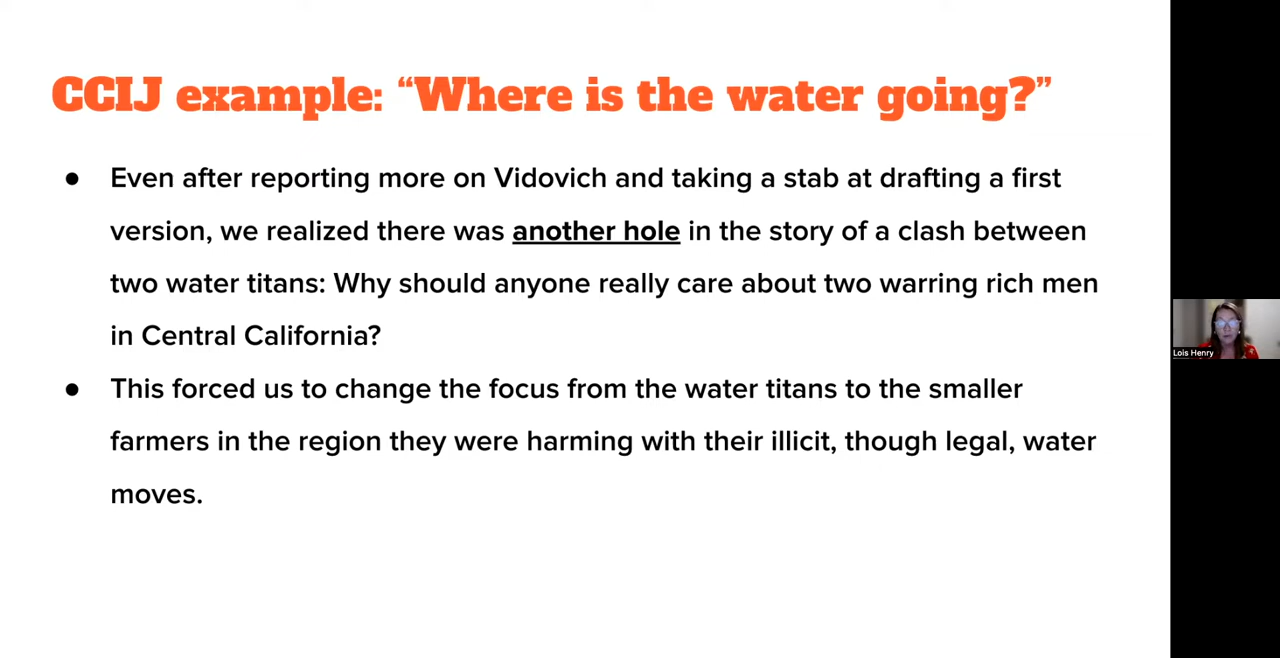 CCIJ example: “Where is the water going?”
● Even after reporting more on Vidovich and taking a stab at drafting a first
version, we realized there was another hole in the story of a clash between
two water titans: Why should anyone really care about two warring rich men
in Central California?
● This forced us to change the focus from the water titans to the smaller
farmers in the region they were harming with their illicit, though legal, water
moves.
Lois Henry